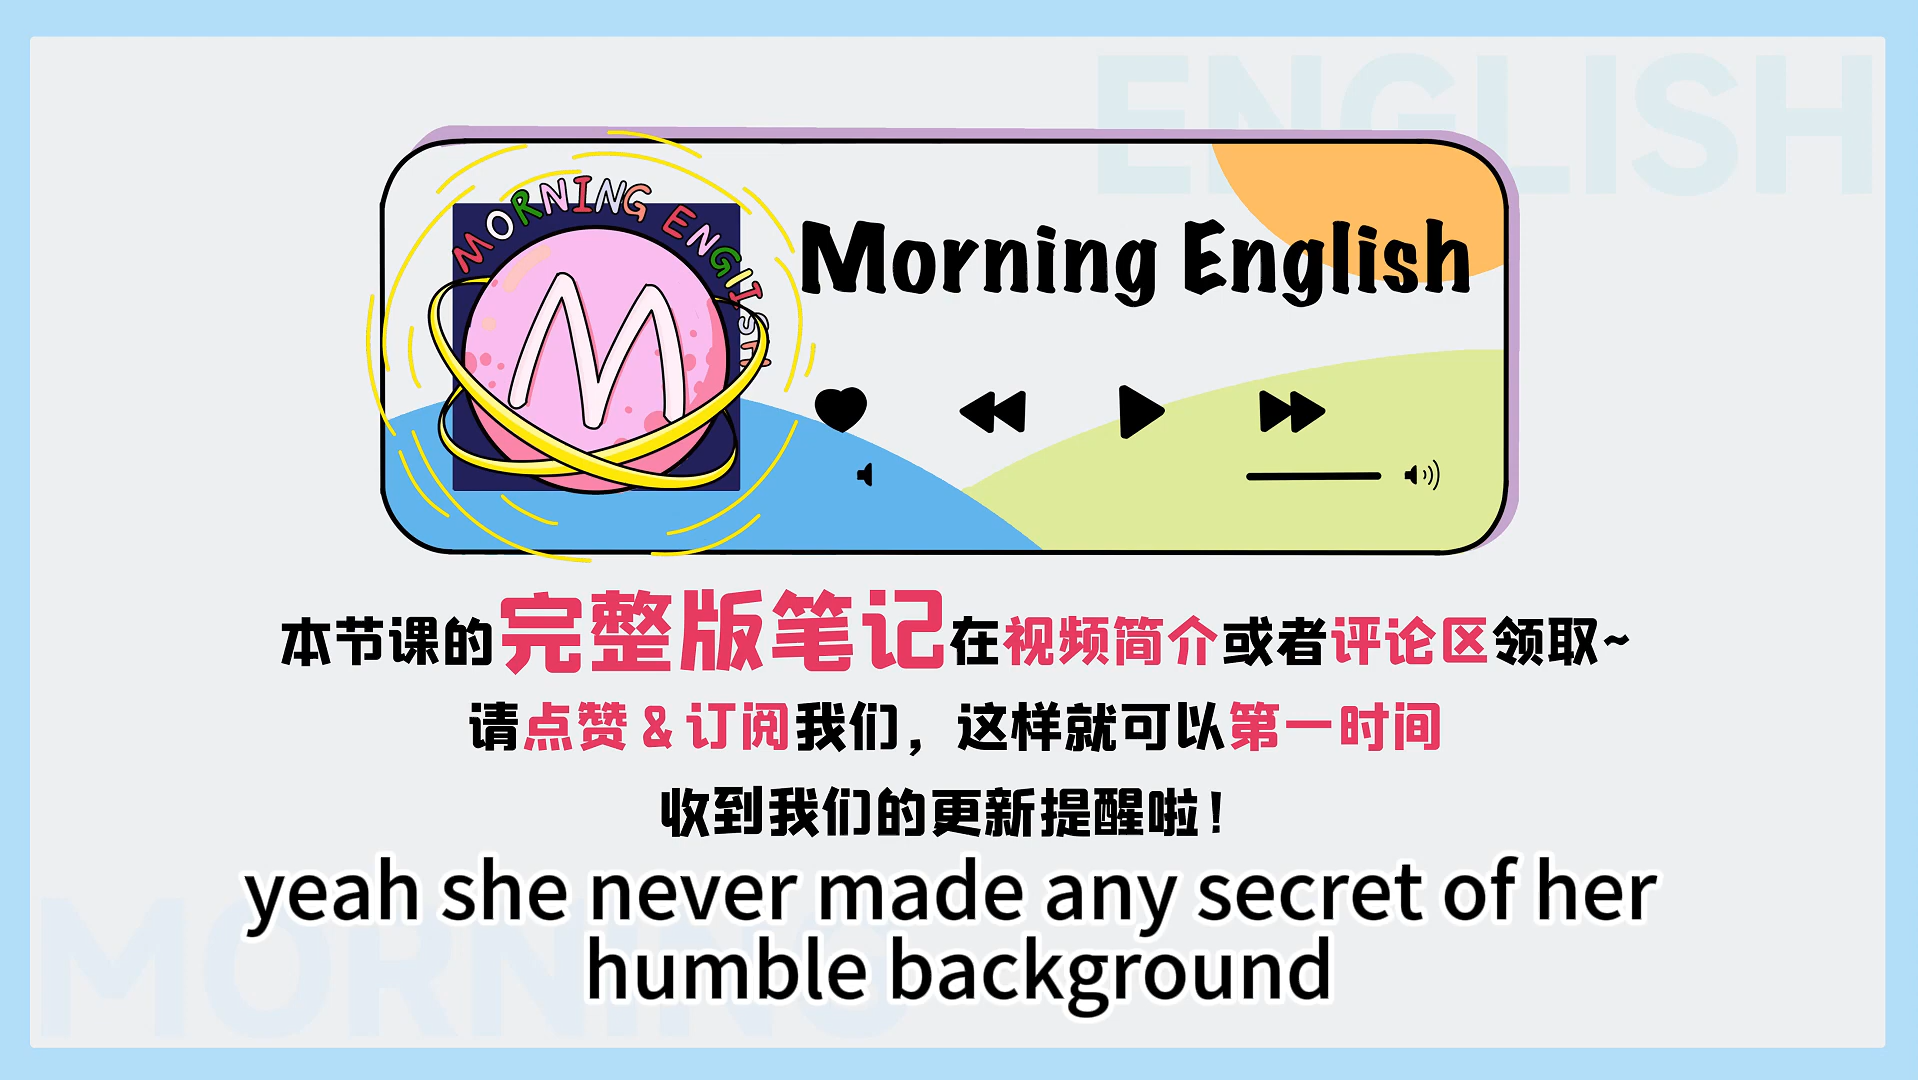 ENGLISH
MORNING ENGLISH
M
Morning English
本节课的完整版笔记在视频简介或者评论区领取~
请点赞&订阅我们，这样就可以第一时间
收到我们的更新提醒啦！
yeah she never made any secret of her
humble background
MORNING